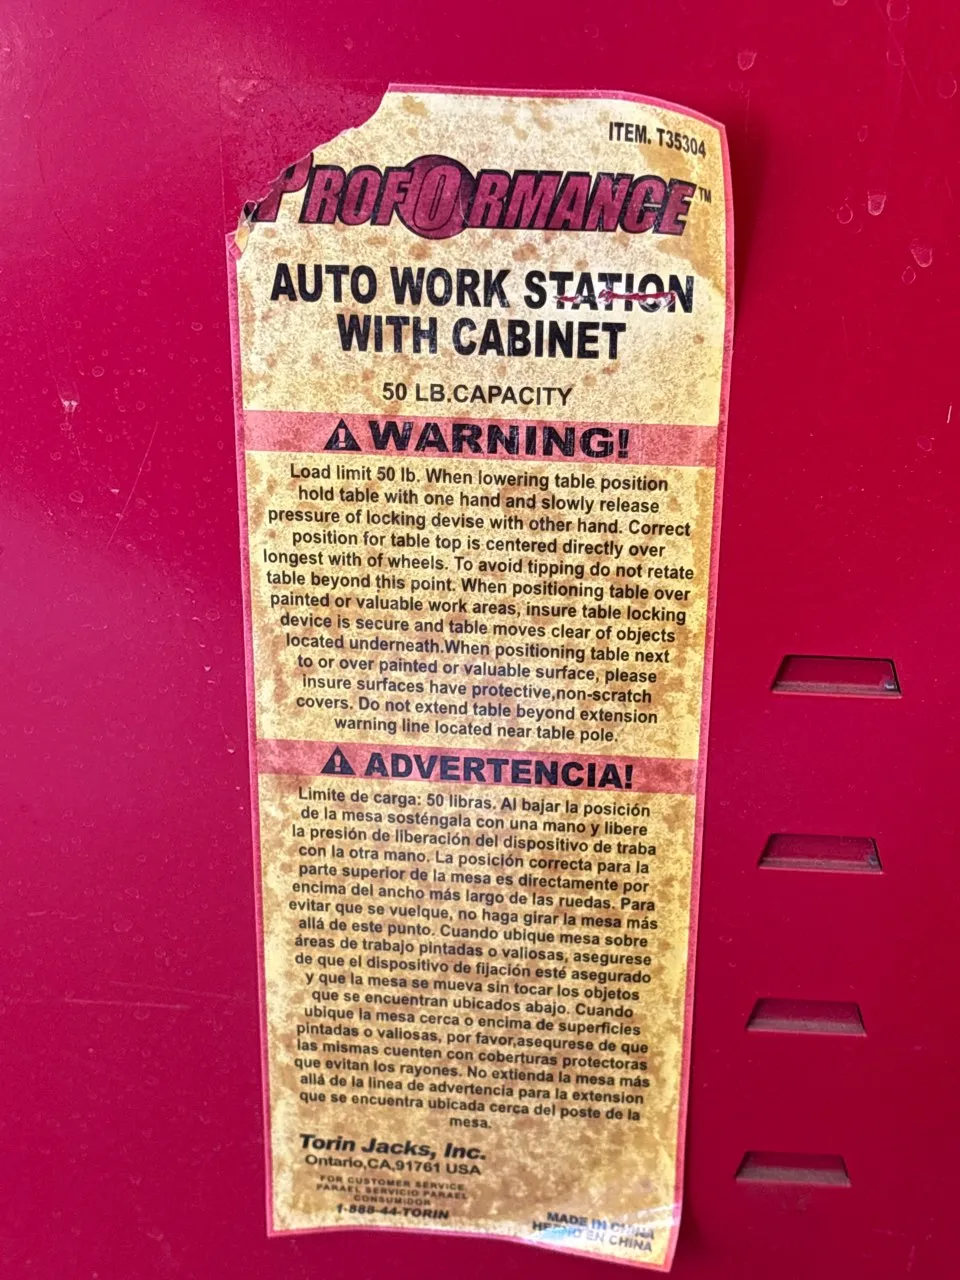 ITEM. T35304
PROFORMANCE™
AUTO WORK STATION
WITH CABINET
50 LB.CAPACITY
⚠ WARNING!
Load limit 50 lb. When lowering table position
hold table with one hand and slowly release
pressure of locking devise with other hand. Correct
position for table top is centered directly over
longest with of wheels. To avoid tipping do not retate
table beyond this point. When positioning table over
painted or valuable work areas, insure table locking
device is secure and table moves clear of objects
located underneath.When positioning table next
to or over painted or valuable surface, please
insure surfaces have protective,non-scratch
covers. Do not extend table beyond extension
warning line located near table pole.
⚠ ADVERTENCIA!
Limite de carga: 50 libras. Al bajar la posición
de la mesa sosténgala con una mano y libere
la presión de liberación del dispositivo de traba
con la otra mano. La posición correcta para la
parte superior de la mesa es directamente por
encima del ancho más largo de las ruedas. Para
evitar que se vuelque, no haga girar la mesa más
allá de este punto. Cuando ubique mesa sobre
áreas de trabajo pintadas o valiosas, asegurese
de que el dispositivo de fijación esté asegurado
y que la mesa se mueva sin tocar los objetos
que se encuentran ubicados abajo. Cuando
ubique la mesa cerca o encima de superficies
pintadas o valiosas, por favor,asequrese de que
las mismas cuenten con coberturas protectoras
que evitan los rayones. No extienda la mesa más
allá de la linea de advertencia para la extension
que se encuentra ubicada cerca del poste de la
mesa.
Torin Jacks, Inc.
Ontario,CA,91761 USA
FOR CUSTOMER SERVICE
PARAEL SERVICIO PARAEL
CONSUMIDOR
1-888-44-TORIN
MADE IN CHINA
HECHO EN CHINA